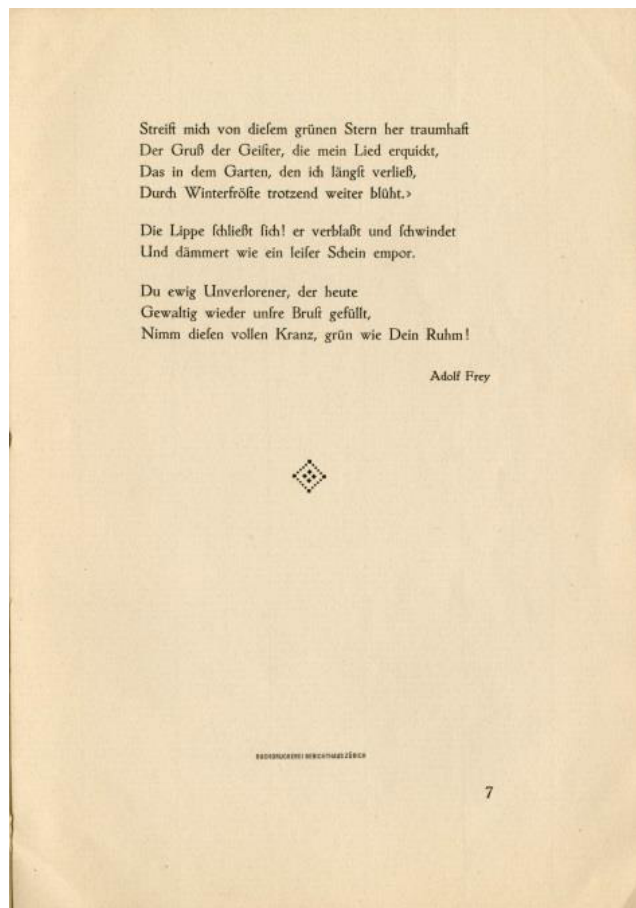 Streift mich von dieſem grünen Stern her traumhaft
Der Gruß der Geiſter, die mein Lied erquickt,
Das in dem Garten, den ich längſt verließ,
Durch Winterfröſte trotzend weiter blüht.›
Die Lippe ſchließt ſich! er verblaßt und ſchwindet
Und dämmert wie ein leiſer Schein empor.
Du ewig Unverlorener, der heute
Gewaltig wieder unſre Bruſt gefüllt,
Nimm dieſen vollen Kranz, grün wie Dein Ruhm!
Adolf Frey
BUCHDRUCKEREI BERICHTHAUS ZÜRICH
7